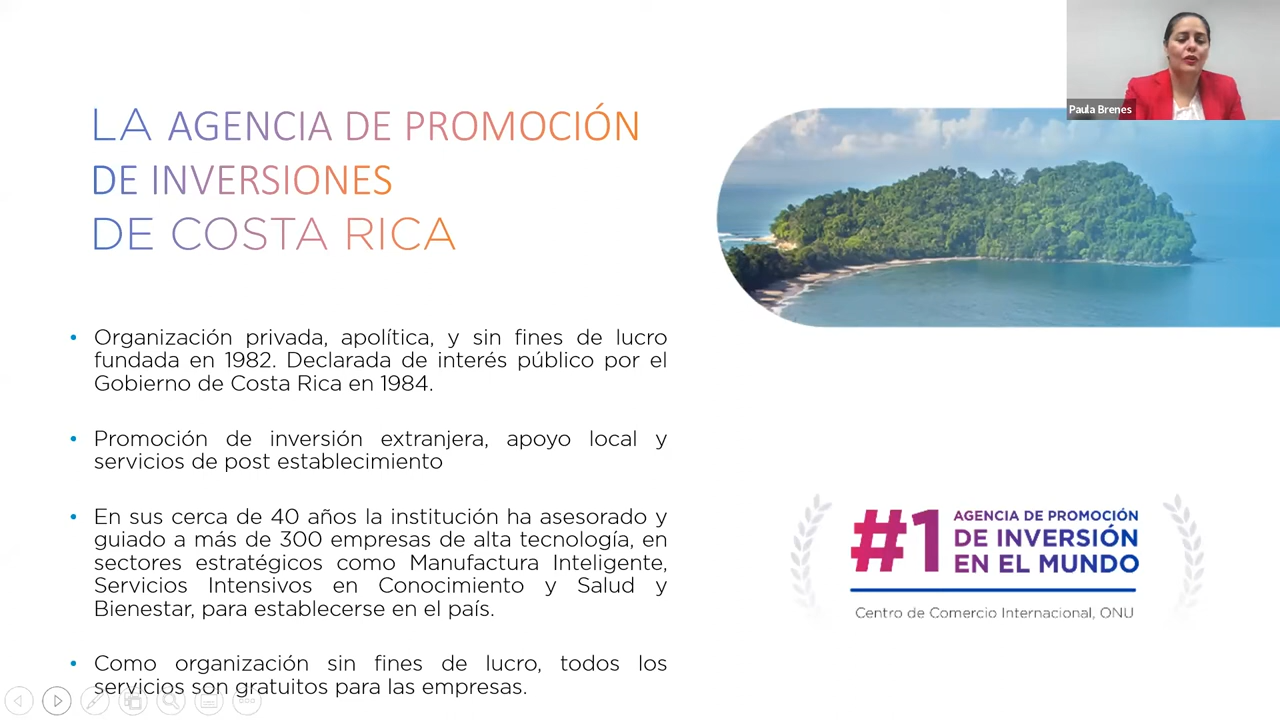 Paula Brenes
LA AGENCIA DE PROMOCIÓN
DE INVERSIONES
DE COSTA RICA
• Organización privada, apolítica, y sin fines de lucro
fundada en 1982. Declarada de interés público por el
Gobierno de Costa Rica en 1984.
• Promoción de inversión extranjera, apoyo local y
servicios de post establecimiento
• En sus cerca de 40 años la institución ha asesorado y
guiado a más de 300 empresas de alta tecnología, en
sectores estratégicos como Manufactura Inteligente,
Servicios Intensivos en Conocimiento y Salud y
Bienestar, para establecerse en el país.
• Como organización sin fines de lucro, todos los
servicios son gratuitos para las empresas.
#1 AGENCIA DE PROMOCIÓN
DE INVERSIÓN
EN EL MUNDO
Centro de Comercio Internacional, ONU